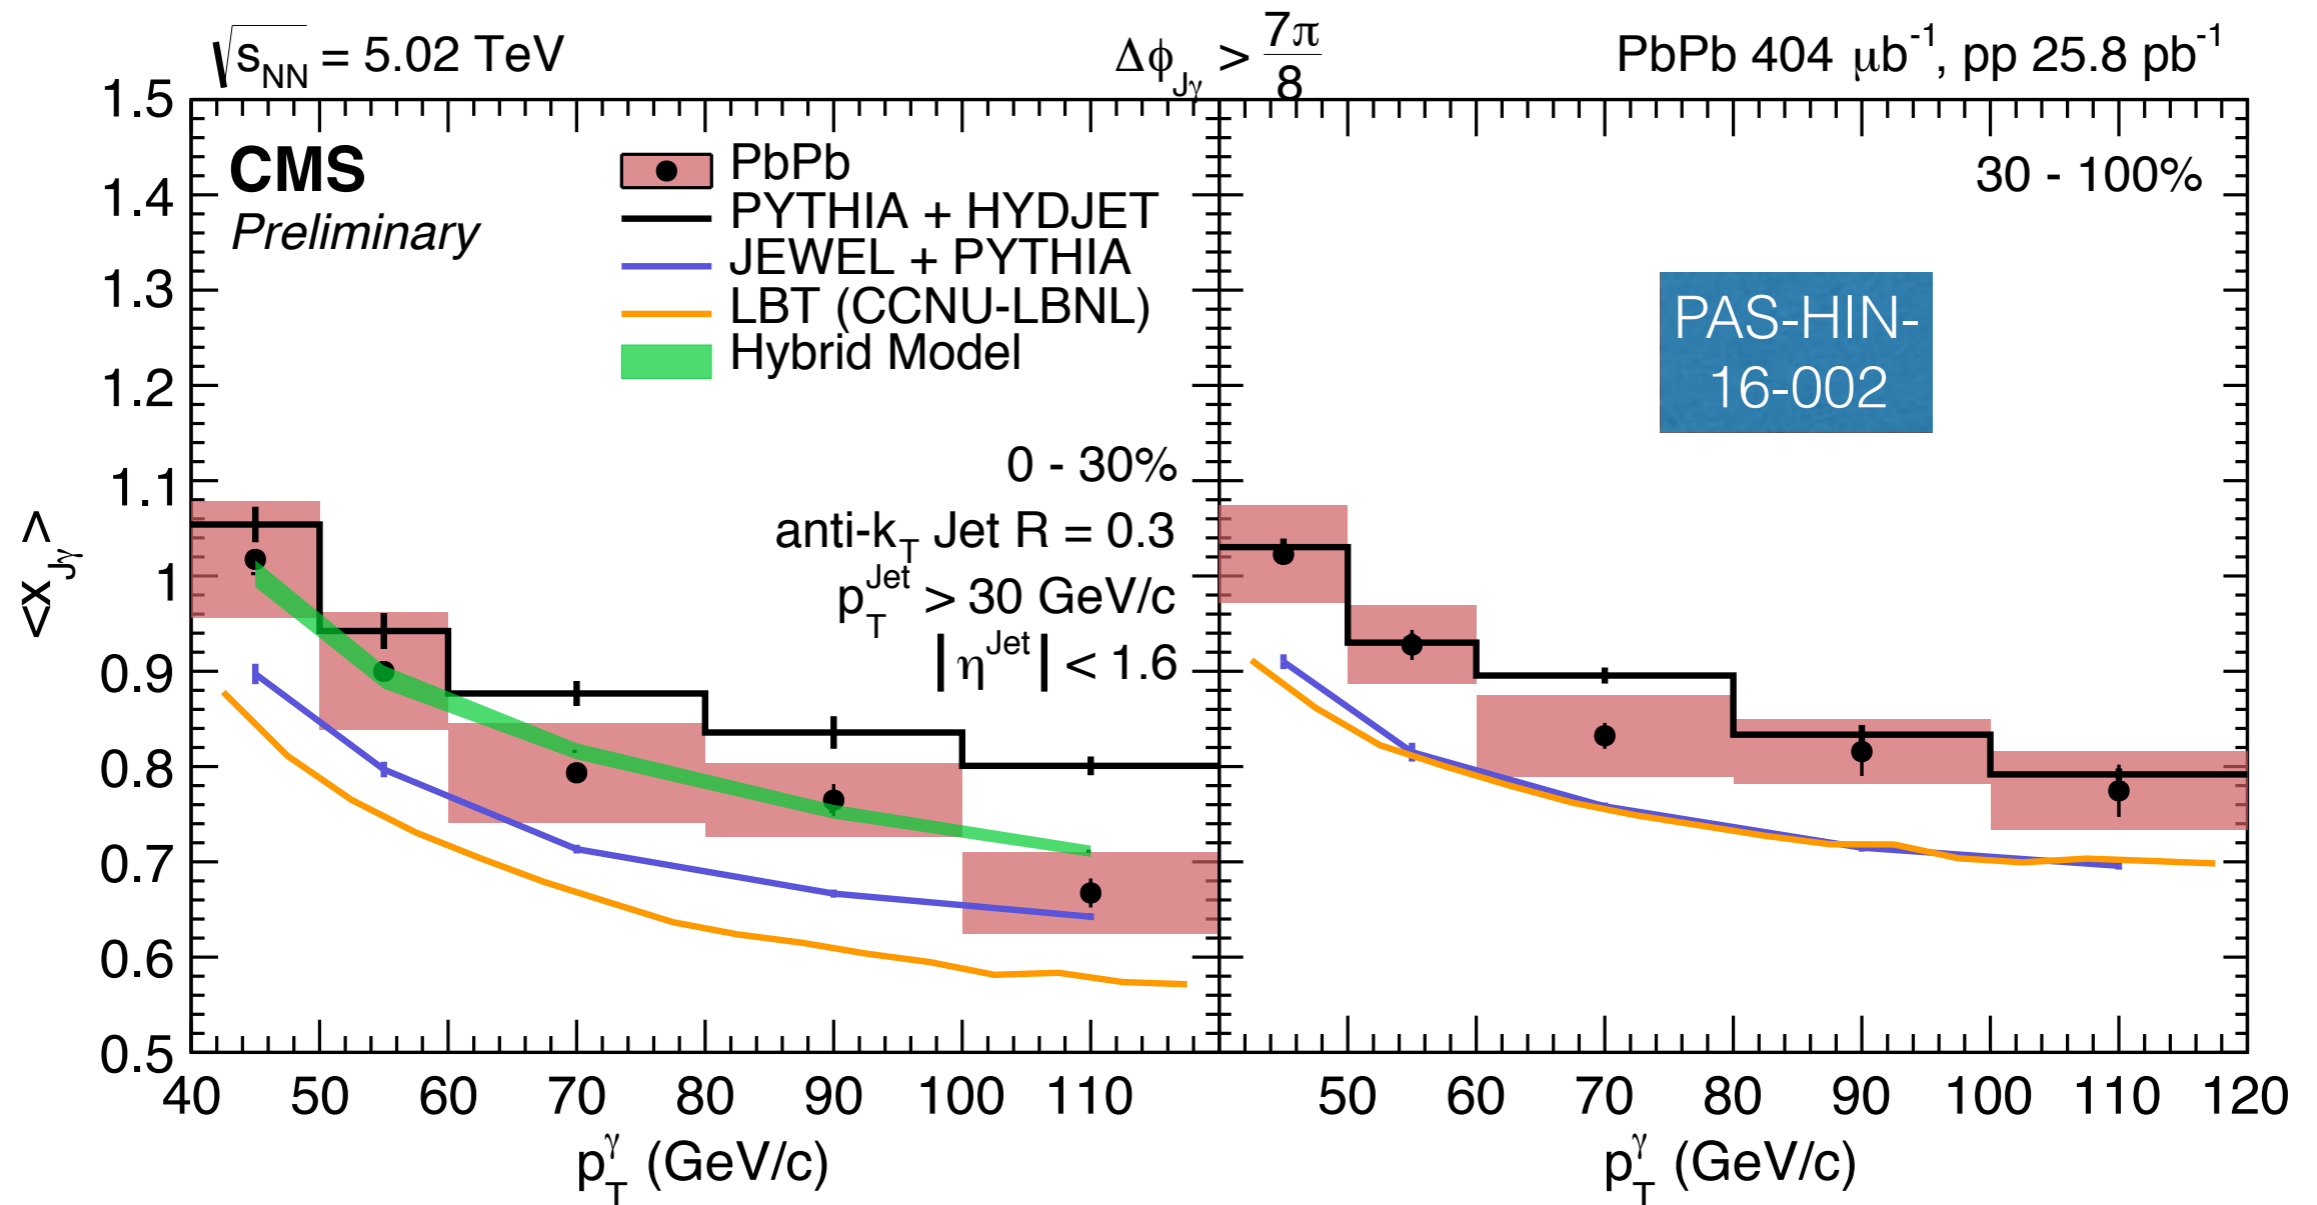 √s_NN = 5.02 TeV
Δφ_Jγ > 7π/8
PbPb 404 μb⁻¹, pp 25.8 pb⁻¹
CMS
Preliminary
PbPb
PYTHIA + HYDJET
JEWEL + PYTHIA
LBT (CCNU-LBNL)
Hybrid Model
0 - 30%
anti-k_T Jet R = 0.3
p_T^Jet > 30 GeV/c
|η^Jet| < 1.6
30 - 100%
PAS-HIN-
16-002
<x_Jγ>
1.5
1.4
1.3
1.2
1.1
1
0.9
0.8
0.7
0.6
0.5
40 50 60 70 80 90 100 110
50 60 70 80 90 100 110 120
p_T^γ (GeV/c)
p_T^γ (GeV/c)